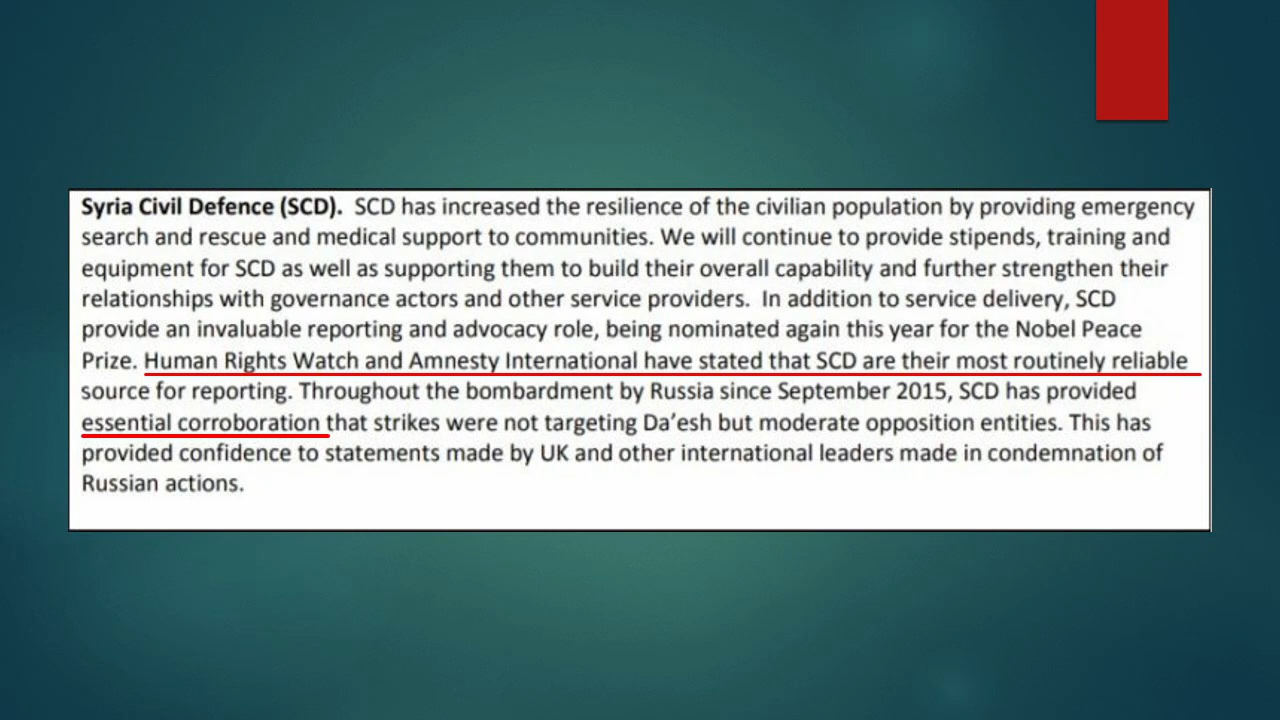 Syria Civil Defence (SCD).  SCD has increased the resilience of the civilian population by providing emergency
search and rescue and medical support to communities. We will continue to provide stipends, training and
equipment for SCD as well as supporting them to build their overall capability and further strengthen their
relationships with governance actors and other service providers.  In addition to service delivery, SCD
provide an invaluable reporting and advocacy role, being nominated again this year for the Nobel Peace
Prize. Human Rights Watch and Amnesty International have stated that SCD are their most routinely reliable
source for reporting. Throughout the bombardment by Russia since September 2015, SCD has provided
essential corroboration that strikes were not targeting Da’esh but moderate opposition entities. This has
provided confidence to statements made by UK and other international leaders made in condemnation of
Russian actions.